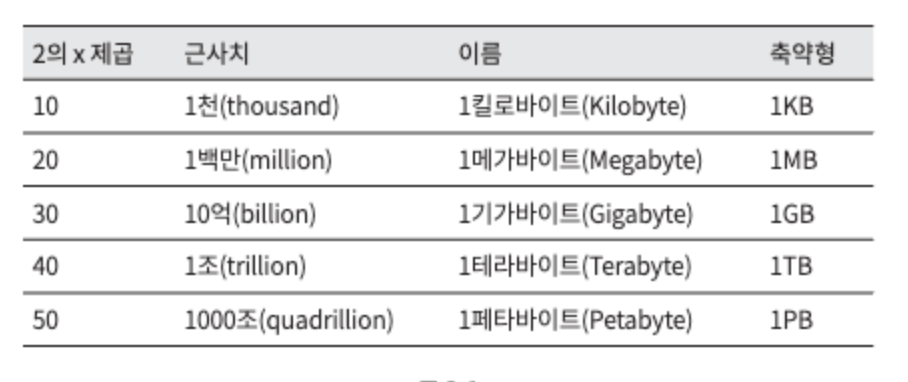 2의 x 제곱 근사치 이름 축약형
10 1천(thousand) 1킬로바이트(Kilobyte) 1KB
20 1백만(million) 1메가바이트(Megabyte) 1MB
30 10억(billion) 1기가바이트(Gigabyte) 1GB
40 1조(trillion) 1테라바이트(Terabyte) 1TB
50 1000조(quadrillion) 1페타바이트(Petabyte) 1PB